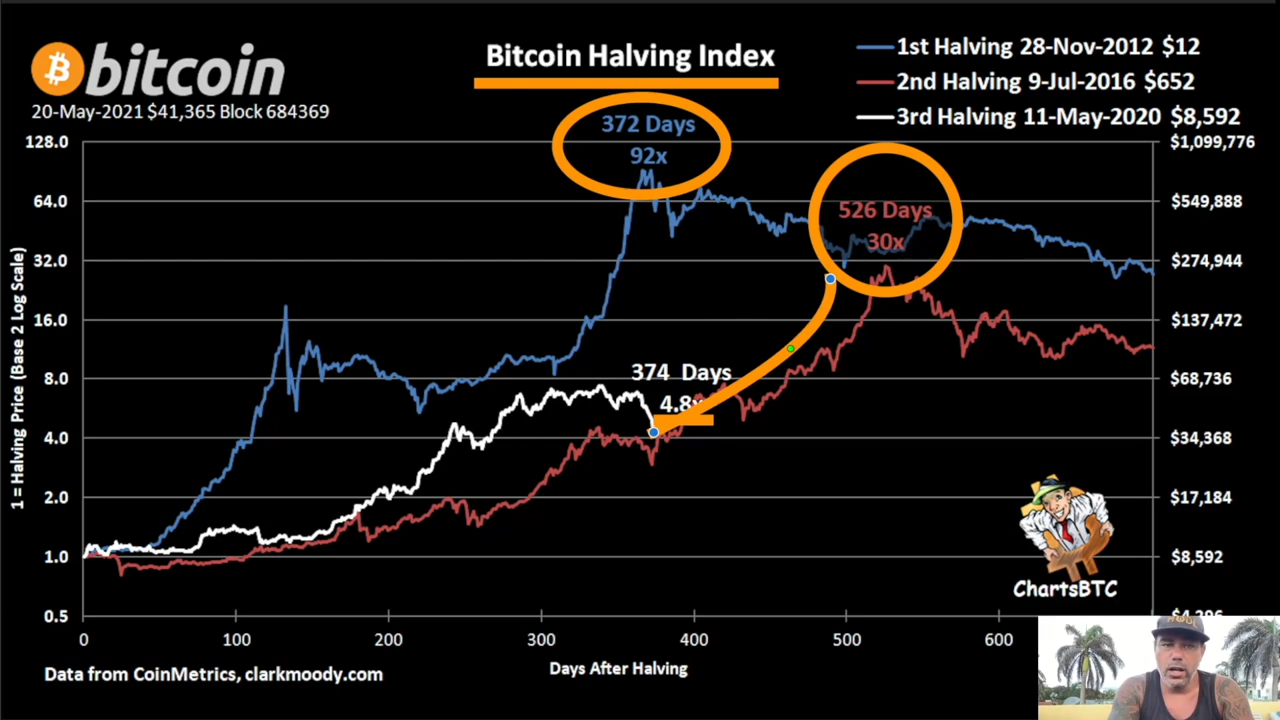 bitcoin
20-May-2021 $41,365 Block 684369
Bitcoin Halving Index
1st Halving 28-Nov-2012 $12
2nd Halving 9-Jul-2016 $652
3rd Halving 11-May-2020 $8,592
372 Days
92x
526 Days
30x
374 Days
4.8x
1 = Halving Price (Base 2 Log Scale)
128.0
64.0
32.0
16.0
8.0
4.0
2.0
1.0
0.5
$1,099,776
$549,888
$274,944
$137,472
$68,736
$34,368
$17,184
$8,592
$4,296
ChartsBTC
0 100 200 300 400 500 600
Days After Halving
Data from CoinMetrics, clarkmoody.com